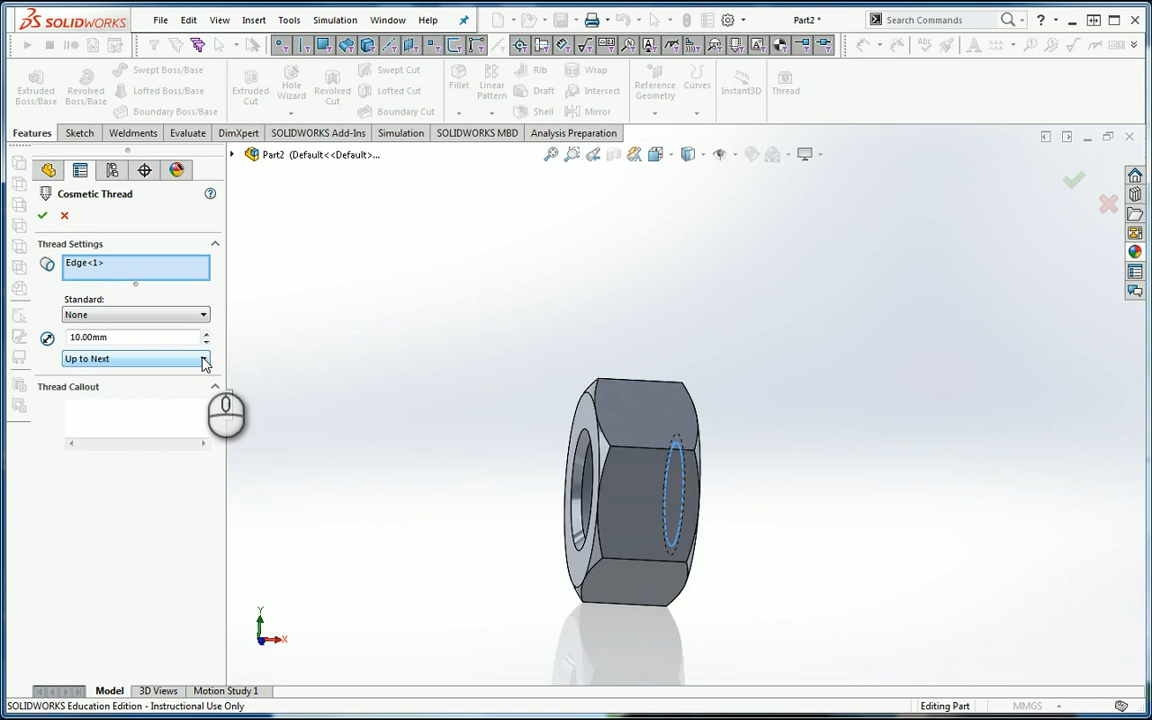 SOLIDWORKS File Edit View Insert Tools Simulation Window Help Part2 * Search Commands
Extruded Boss/Base
Revolved Boss/Base
Swept Boss/Base
Lofted Boss/Base
Boundary Boss/Base
Extruded Cut
Hole Wizard
Revolved Cut
Swept Cut
Lofted Cut
Boundary Cut
Fillet
Linear Pattern
Rib
Draft
Shell
Wrap
Intersect
Mirror
Reference Geometry
Curves
Instant3D
Thread
Features Sketch Weldments Evaluate DimXpert SOLIDWORKS Add-Ins Simulation SOLIDWORKS MBD Analysis Preparation
Part2 (Default<<Default>...
Cosmetic Thread
Thread Settings
Edge<1>
Standard:
None
10.00mm
Up to Next
Thread Callout
Y
X
Model 3D Views Motion Study 1
SOLIDWORKS Education Edition - Instructional Use Only Editing Part MMGS